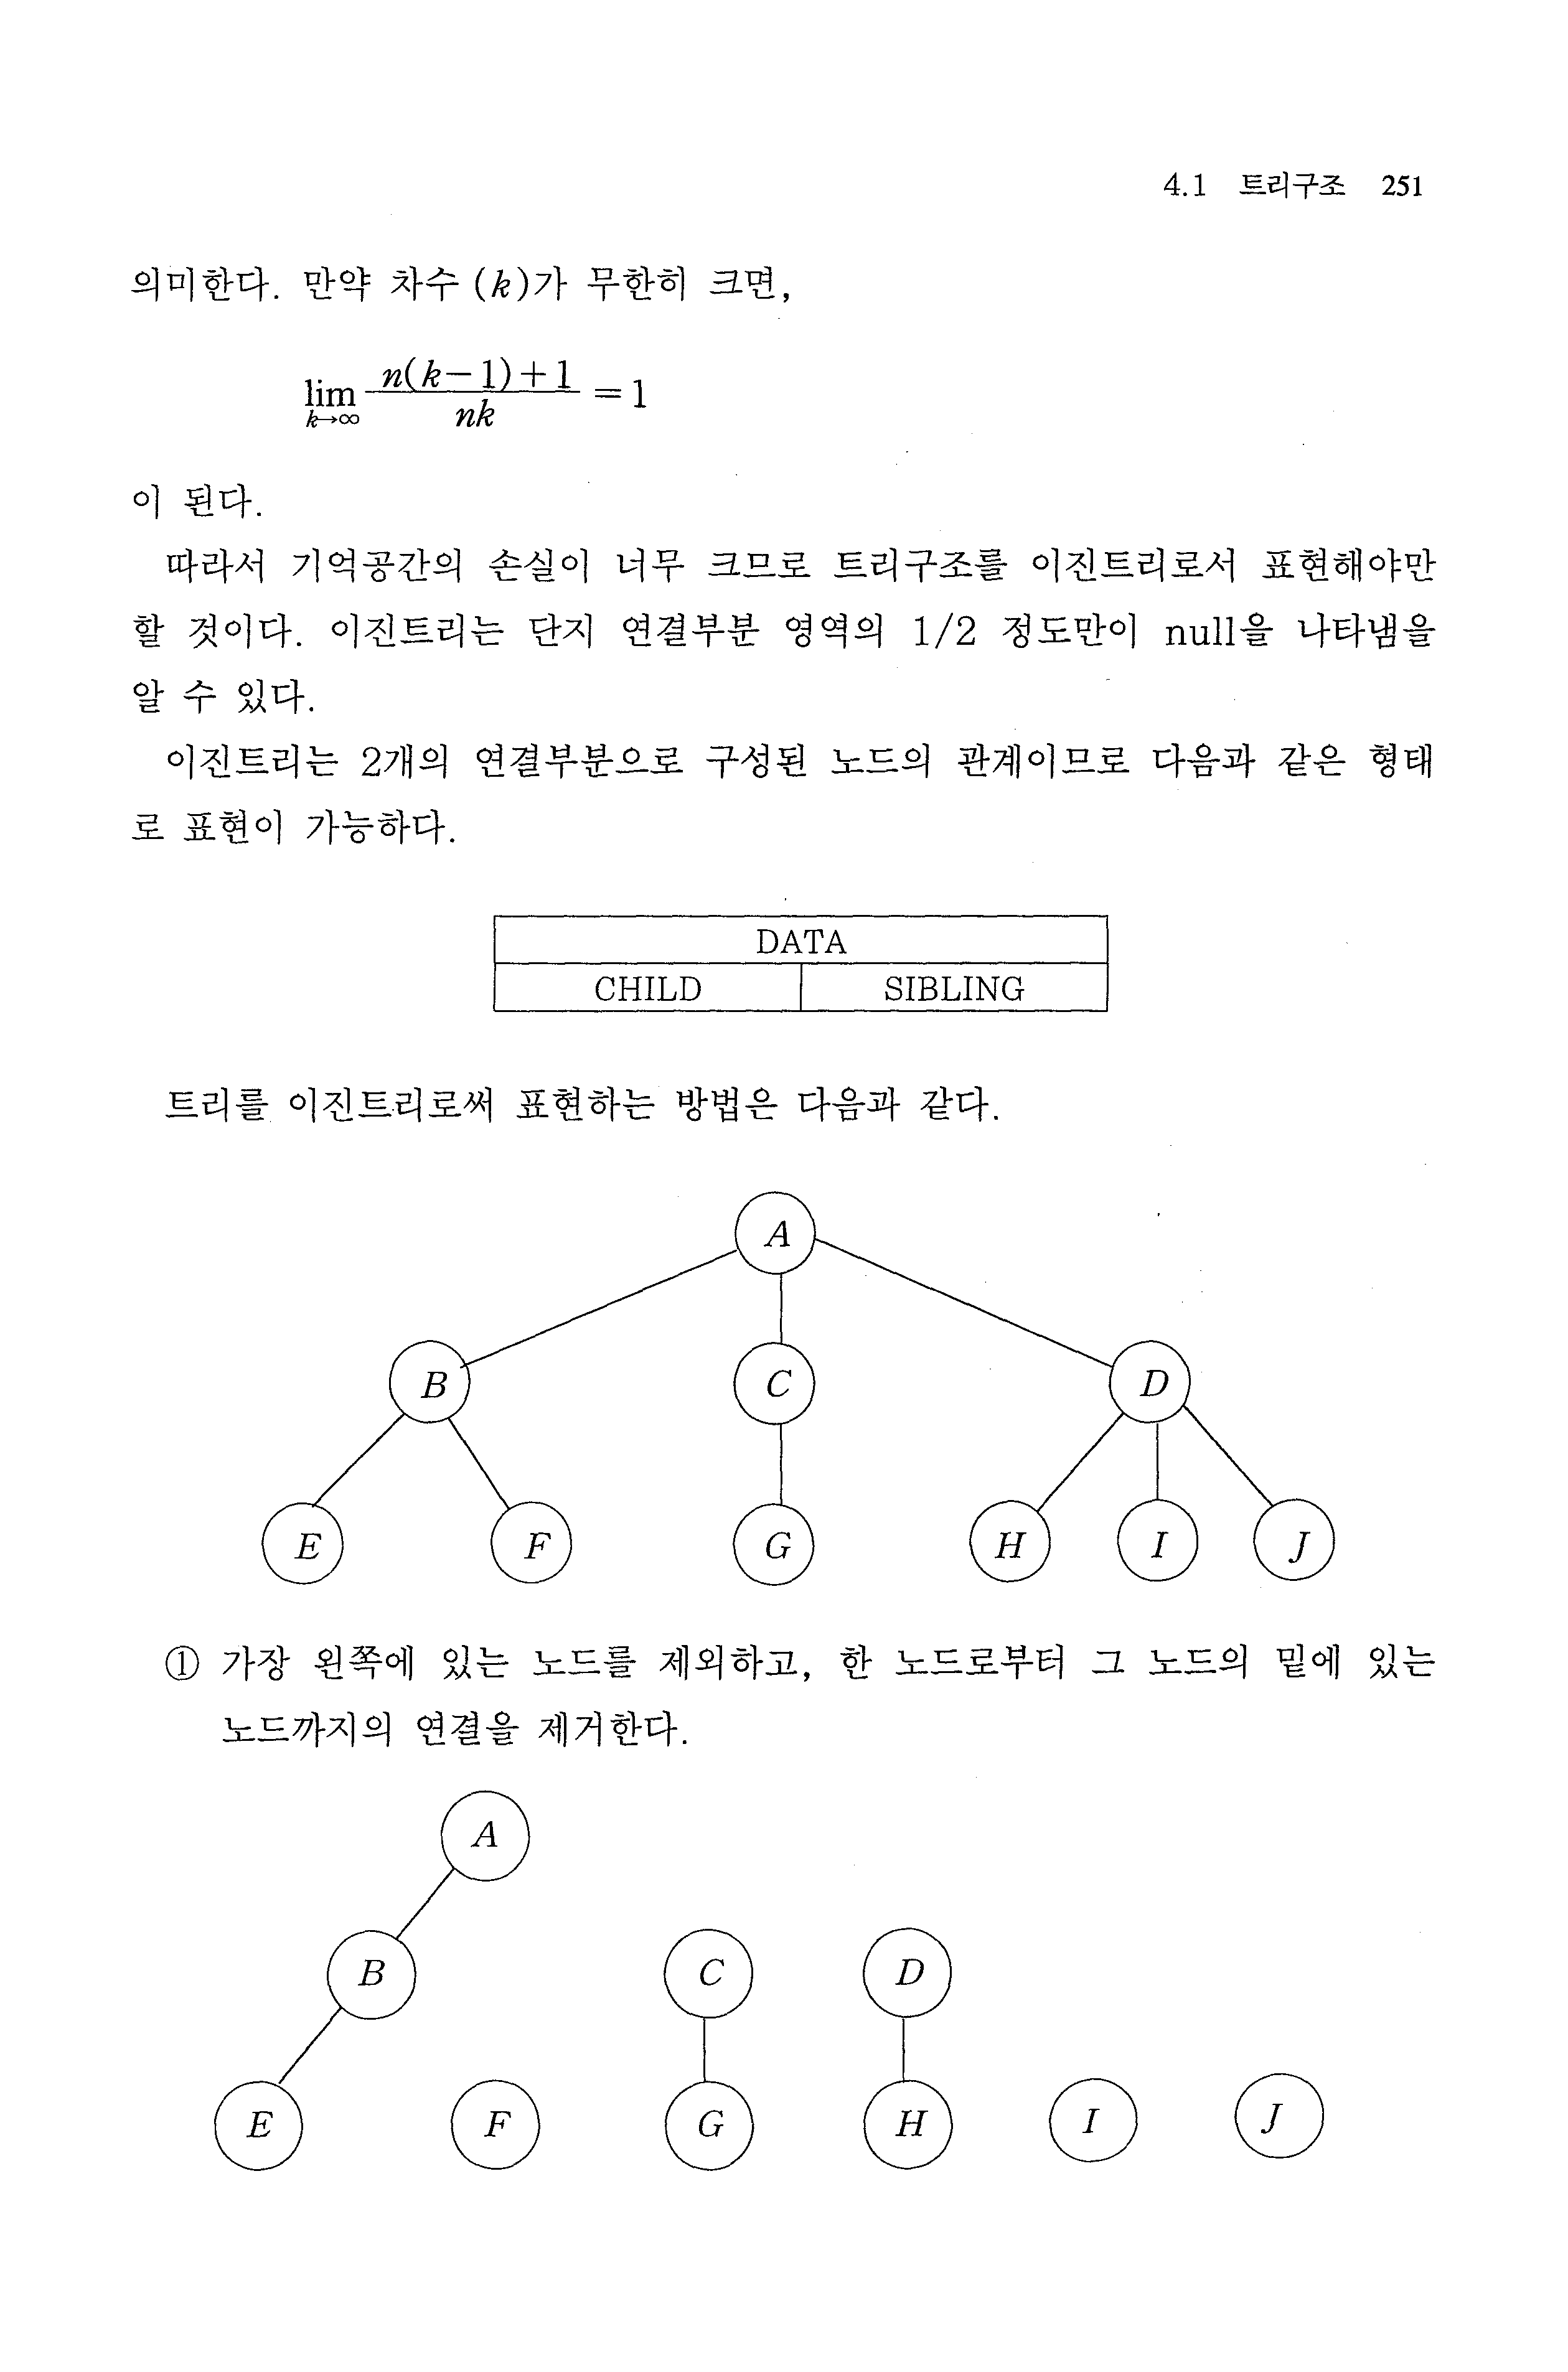 4.1 트리구조 251
의미한다. 만약 차수 (k)가 무한히 크면,
lim n(k−1)+1 = 1
k→∞ nk
이 된다.
따라서 기억공간의 손실이 너무 크므로 트리구조를 이진트리로서 표현해야만
할 것이다. 이진트리는 단지 연결부분 영역의 1/2 정도만이 null을 나타냄을
알 수 있다.
이진트리는 2개의 연결부분으로 구성된 노드의 관계이므로 다음과 같은 형태
로 표현이 가능하다.
DATA
CHILD SIBLING
트리를 이진트리로써 표현하는 방법은 다음과 같다.
A
B C D
E F G H I J
① 가장 왼쪽에 있는 노드를 제외하고, 한 노드로부터 그 노드의 밑에 있는
노드까지의 연결을 제거한다.
A
B C D
E F G H I J